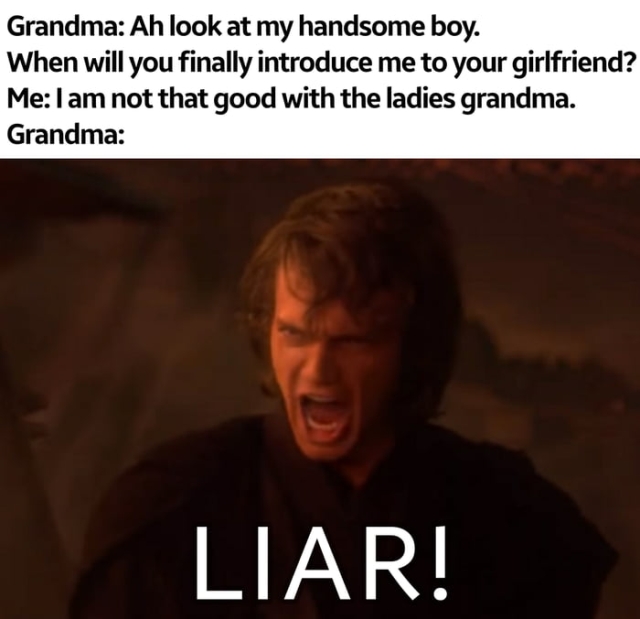 Grandma: Ah look at my handsome boy.
When will you finally introduce me to your girlfriend?
Me: I am not that good with the ladies grandma.
Grandma:
LIAR!